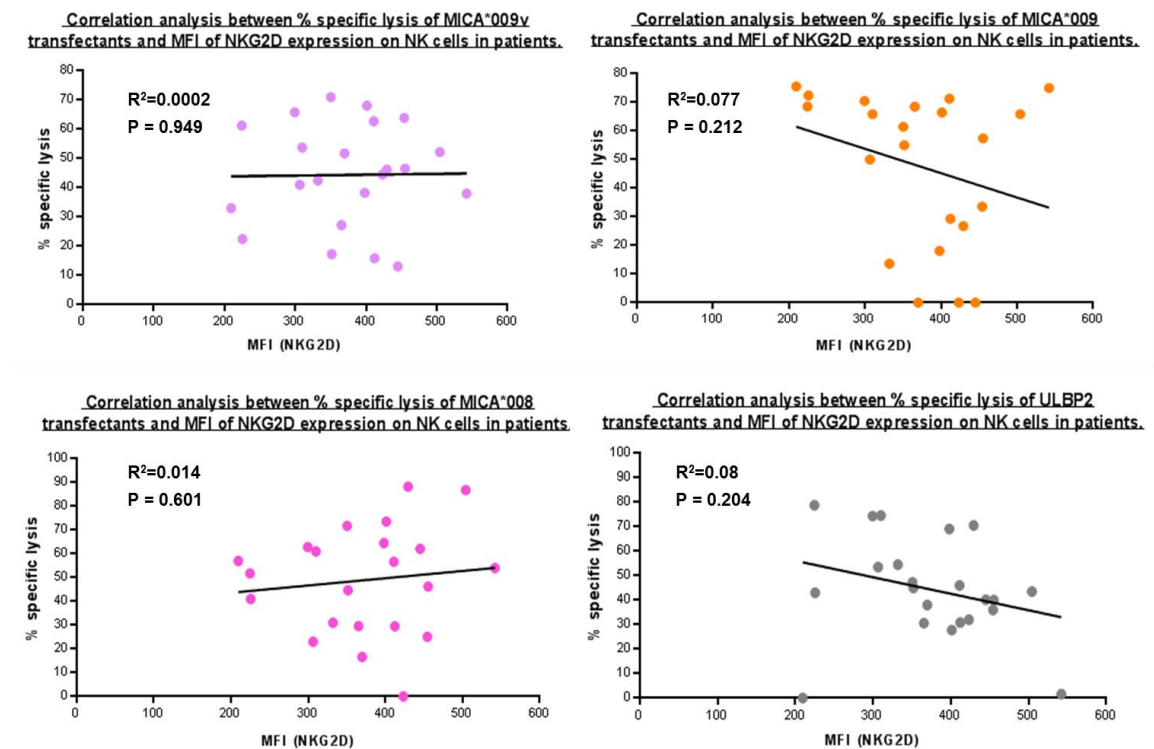 Correlation analysis between % specific lysis of MICA*009v
transfectants and MFI of NKG2D expression on NK cells in patients.
80
70
60
50
40
30
20
10
0
% specific lysis
R²=0.0002
P = 0.949
0 100 200 300 400 500 600
MFI (NKG2D)
Correlation analysis between % specific lysis of MICA*009
transfectants and MFI of NKG2D expression on NK cells in patients.
80
70
60
50
40
30
20
10
0
% specific lysis
R²=0.077
P = 0.212
0 100 200 300 400 500 600
MFI (NKG2D)
Correlation analysis between % specific lysis of MICA*008
transfectants and MFI of NKG2D expression on NK cells in patients.
100
90
80
70
60
50
40
30
20
10
0
% specific lysis
R²=0.014
P = 0.601
0 100 200 300 400 500 600
MFI (NKG2D)
Correlation analysis between % specific lysis of ULBP2
transfectants and MFI of NKG2D expression on NK cells in patients.
100
90
80
70
60
50
40
30
20
10
0
% specific lysis
R²=0.08
P = 0.204
0 100 200 300 400 500 600
MFI (NKG2D)